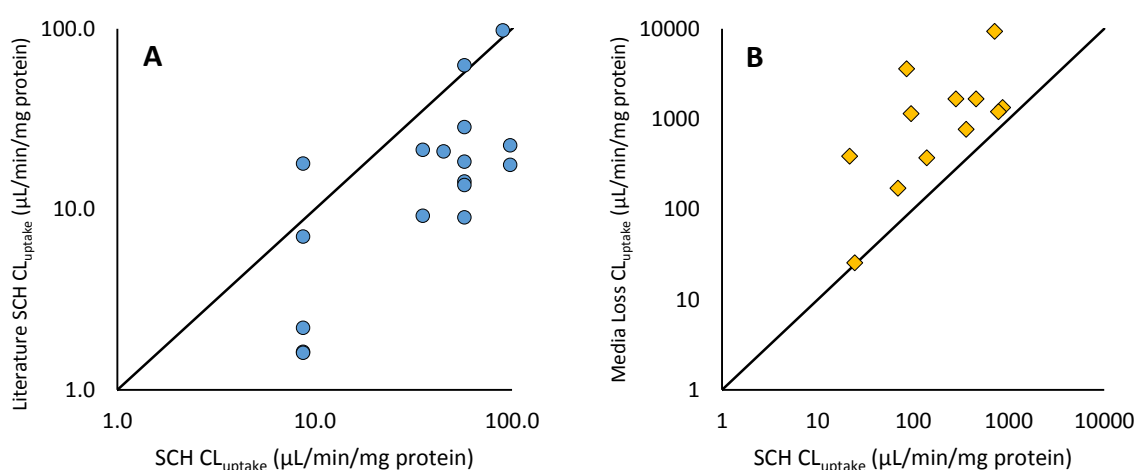 A
100.0
10.0
1.0
1.0
10.0
100.0
Literature SCH CLuptake (µL/min/mg protein)
SCH CLuptake (µL/min/mg protein)
B
10000
1000
100
10
1
1
10
100
1000
10000
Media Loss CLuptake (µL/min/mg protein)
SCH CLuptake (µL/min/mg protein)